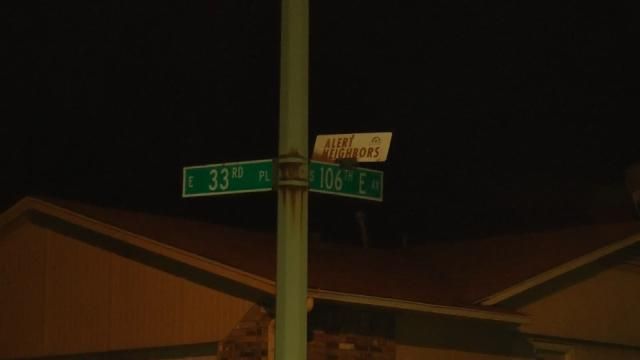 ALERT
NEIGHBORS
E 33RD PL
S 106TH E AV